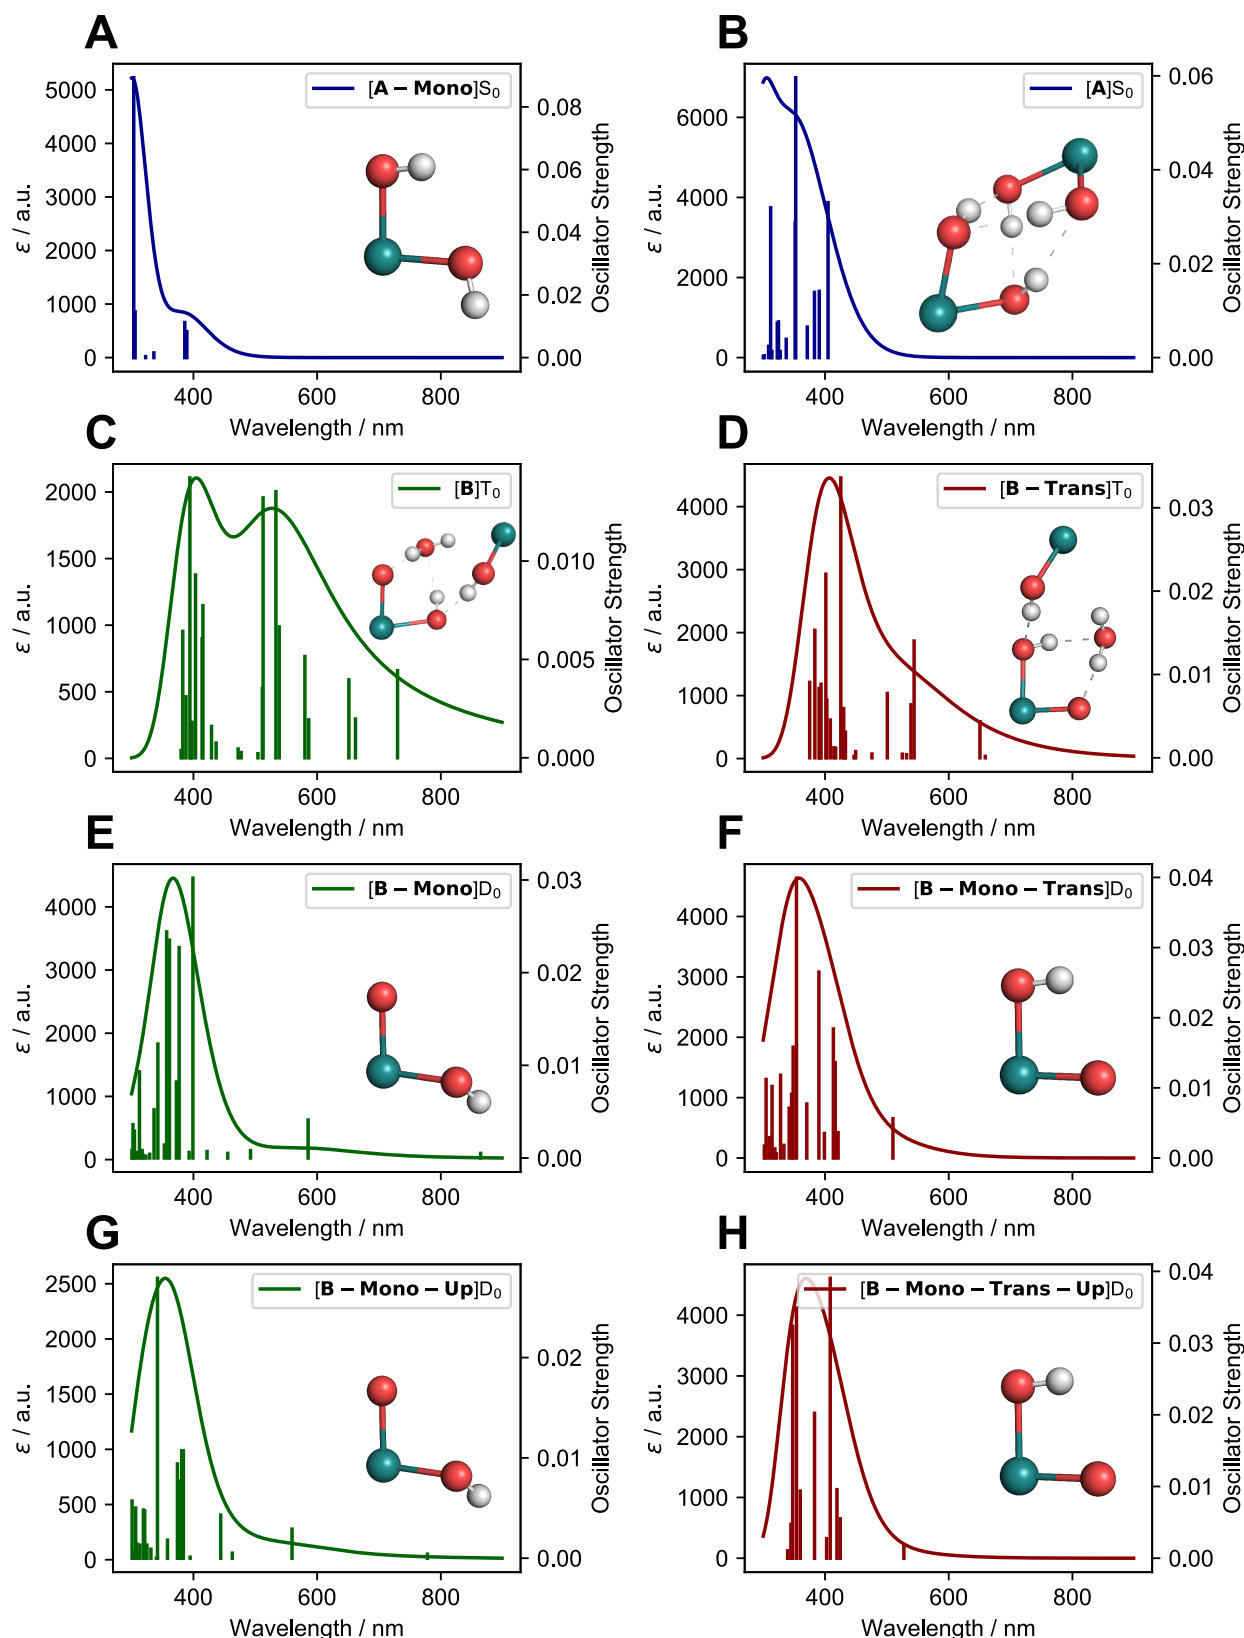 A
[A − Mono]S0
5000
4000
3000
2000
1000
0
ε / a.u.
0.08
0.06
0.04
0.02
0.00
Oscillator Strength
400 600 800
Wavelength / nm
B
[A]S0
6000
4000
2000
0
ε / a.u.
0.06
0.04
0.02
0.00
Oscillator Strength
400 600 800
Wavelength / nm
C
[B]T0
2000
1500
1000
500
0
ε / a.u.
0.010
0.005
0.000
Oscillator Strength
400 600 800
Wavelength / nm
D
[B − Trans]T0
4000
3000
2000
1000
0
ε / a.u.
0.03
0.02
0.01
0.00
Oscillator Strength
400 600 800
Wavelength / nm
E
[B − Mono]D0
4000
3000
2000
1000
0
ε / a.u.
0.03
0.02
0.01
0.00
Oscillator Strength
400 600 800
Wavelength / nm
F
[B − Mono − Trans]D0
4000
3000
2000
1000
0
ε / a.u.
0.04
0.03
0.02
0.01
0.00
Oscillator Strength
400 600 800
Wavelength / nm
G
[B − Mono − Up]D0
2500
2000
1500
1000
500
0
ε / a.u.
0.02
0.01
0.00
Oscillator Strength
400 600 800
Wavelength / nm
H
[B − Mono − Trans − Up]D0
4000
3000
2000
1000
0
ε / a.u.
0.04
0.03
0.02
0.01
0.00
Oscillator Strength
400 600 800
Wavelength / nm